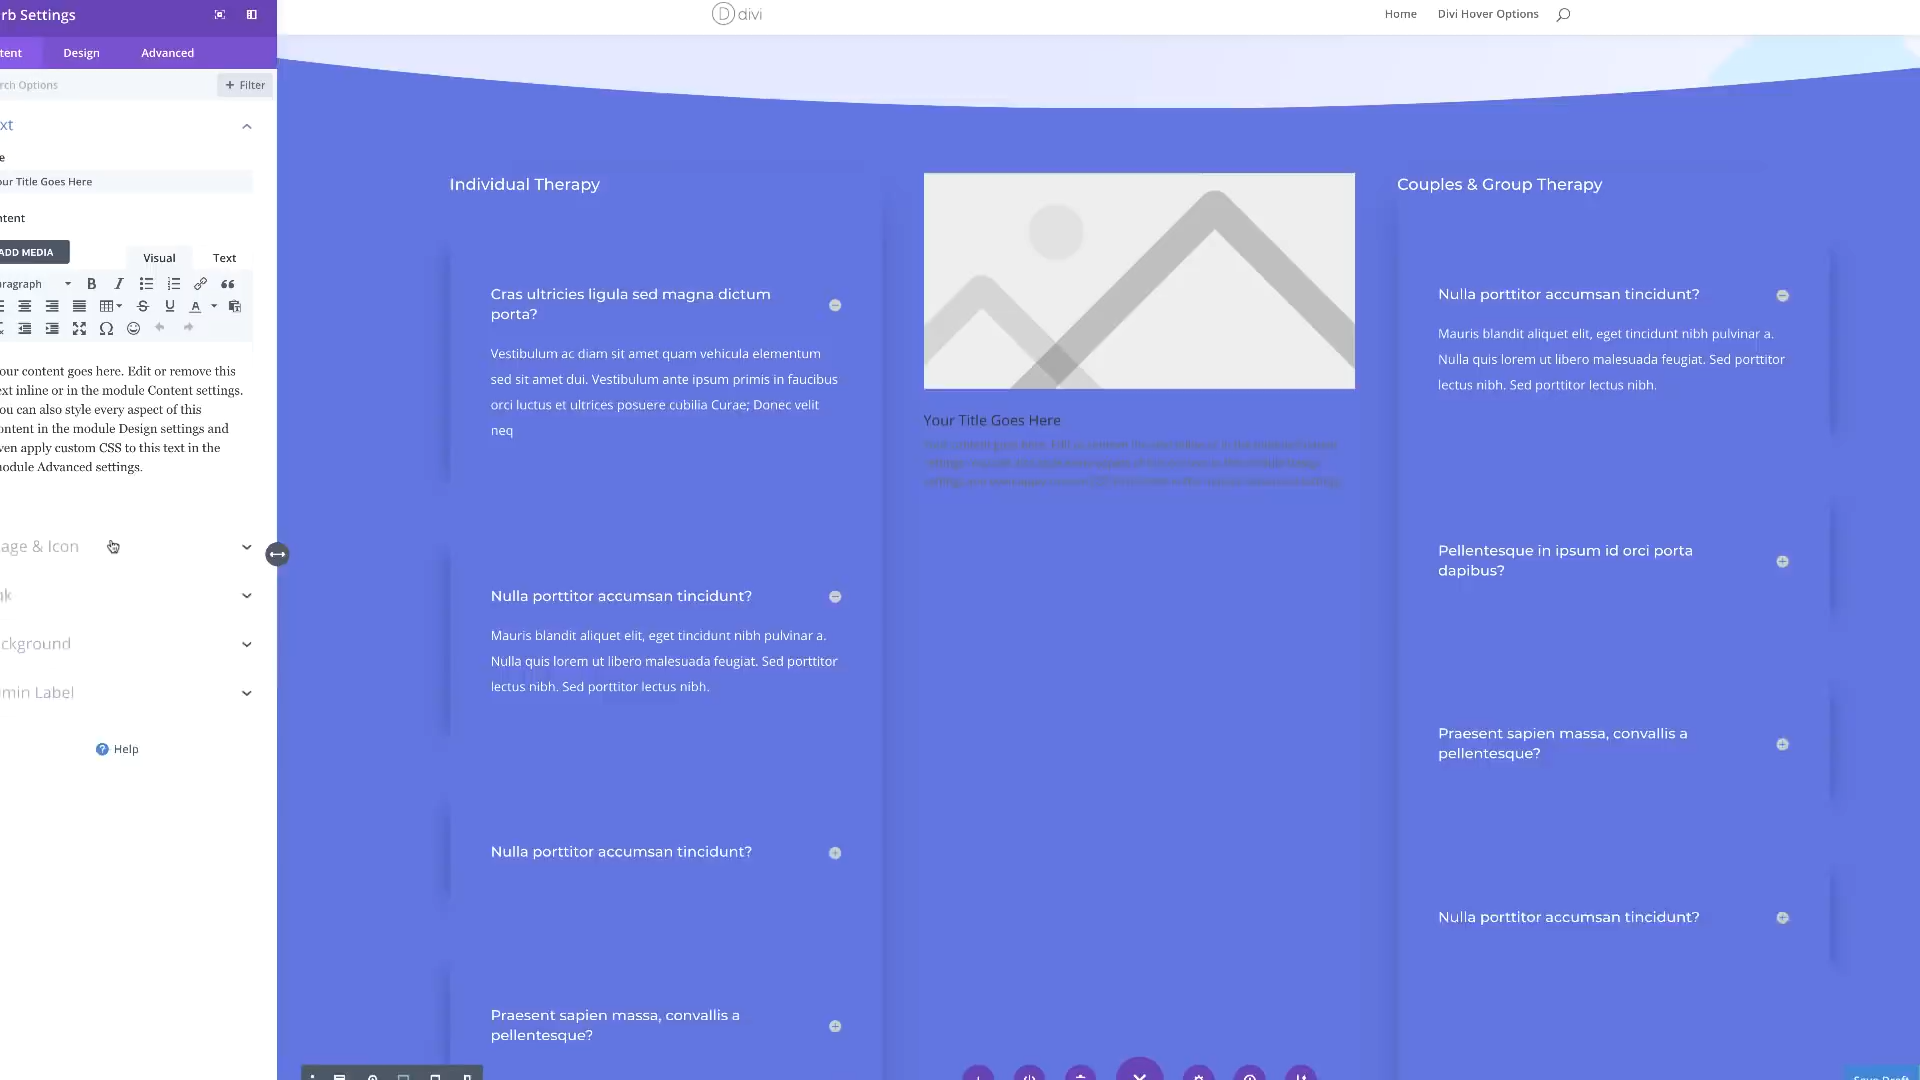 rb Settings
tent
Design
Advanced
rch Options
+ Filter
xt
e
our Title Goes Here
ntent
ADD MEDIA
Visual
Text
aragraph
our content goes here. Edit or remove this
ext inline or in the module Content settings.
ou can also style every aspect of this
ontent in the module Design settings and
ven apply custom CSS to this text in the
odule Advanced settings.
age & Icon
nk
ckground
min Label
Help
divi
Home
Divi Hover Options
Individual Therapy
Cras ultricies ligula sed magna dictum
porta?
Vestibulum ac diam sit amet quam vehicula elementum
sed sit amet dui. Vestibulum ante ipsum primis in faucibus
orci luctus et ultrices posuere cubilia Curae; Donec velit
neq
Nulla porttitor accumsan tincidunt?
Mauris blandit aliquet elit, eget tincidunt nibh pulvinar a.
Nulla quis lorem ut libero malesuada feugiat. Sed porttitor
lectus nibh. Sed porttitor lectus nibh.
Nulla porttitor accumsan tincidunt?
Praesent sapien massa, convallis a
pellentesque?
Your Title Goes Here
Couples & Group Therapy
Nulla porttitor accumsan tincidunt?
Mauris blandit aliquet elit, eget tincidunt nibh pulvinar a.
Nulla quis lorem ut libero malesuada feugiat. Sed porttitor
lectus nibh. Sed porttitor lectus nibh.
Pellentesque in ipsum id orci porta
dapibus?
Praesent sapien massa, convallis a
pellentesque?
Nulla porttitor accumsan tincidunt?
Save Draft